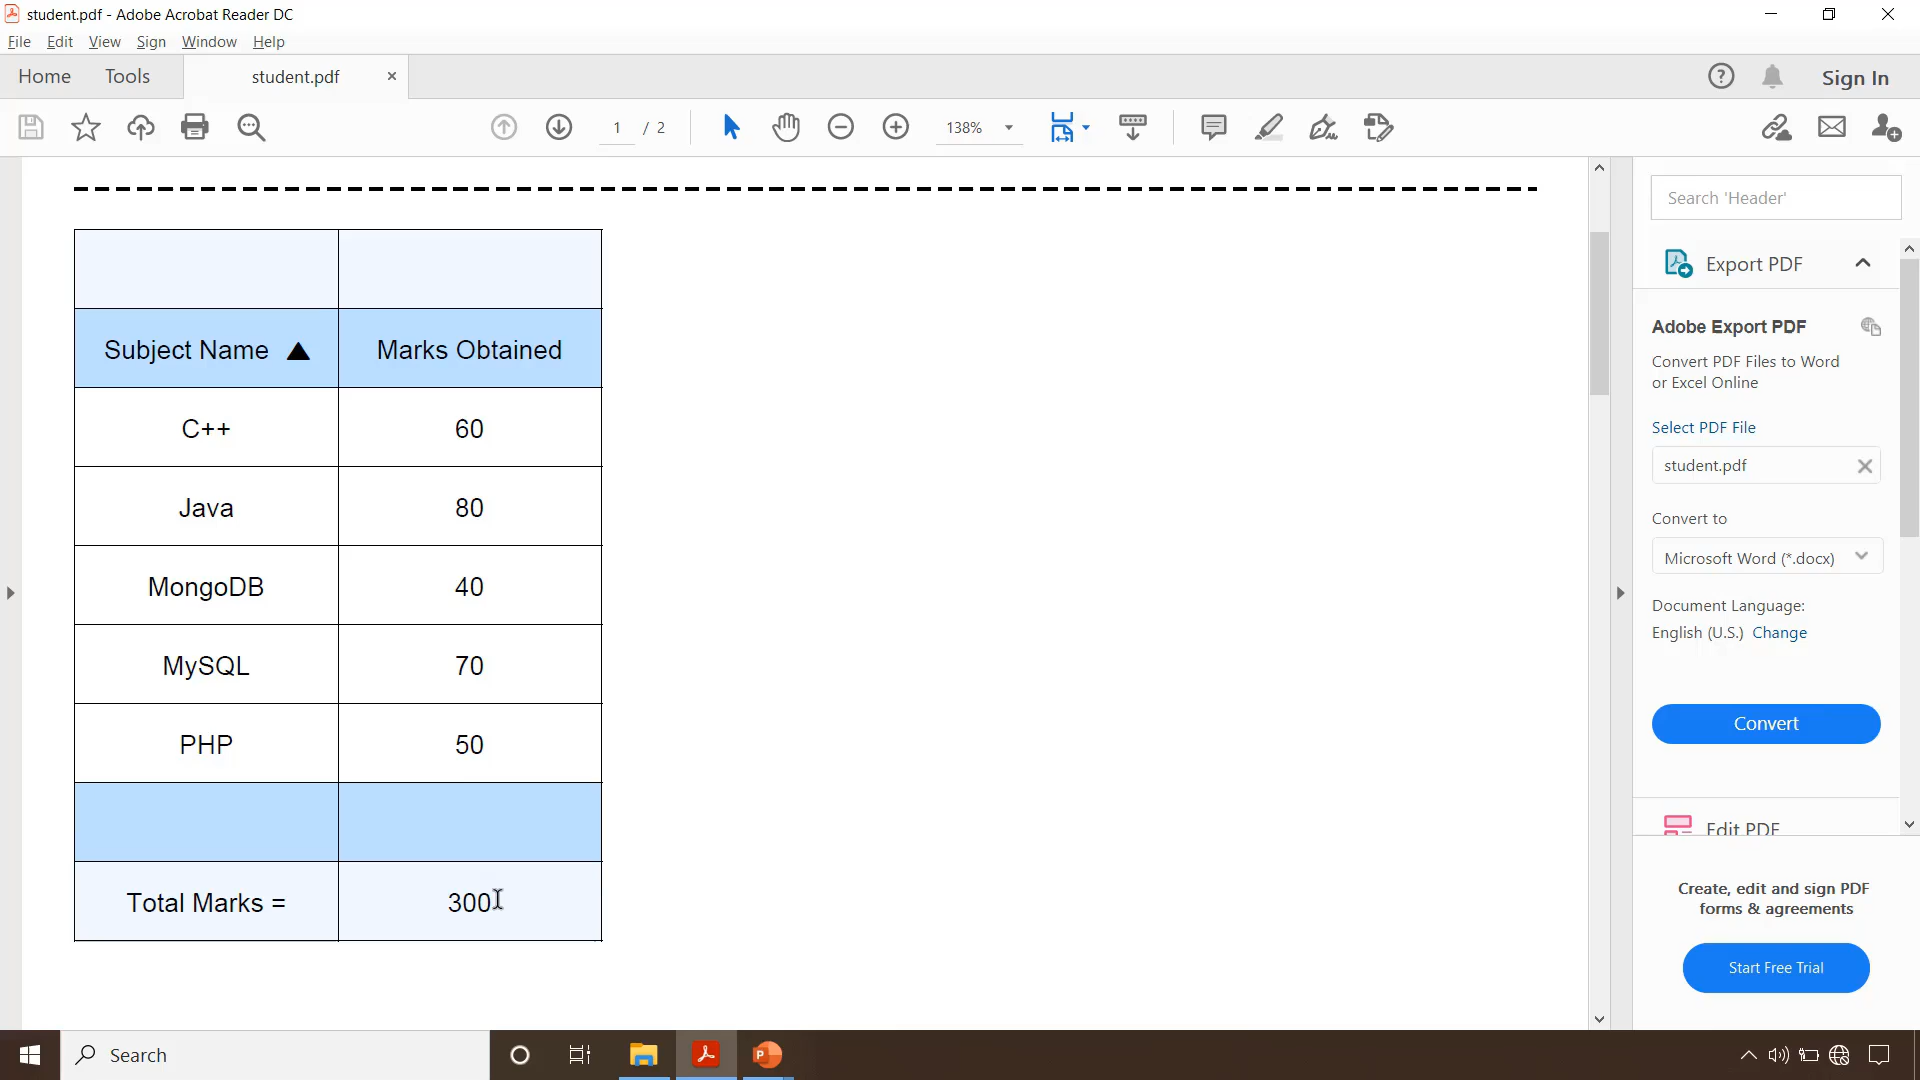 student.pdf - Adobe Acrobat Reader DC
File Edit View Sign Window Help
Home Tools student.pdf × Sign In
1 / 2 138%
Search 'Header'
Export PDF
Adobe Export PDF
Convert PDF Files to Word
or Excel Online
Select PDF File
student.pdf
Convert to
Microsoft Word (*.docx)
Document Language:
English (U.S.) Change
Convert
Edit PDF
Create, edit and sign PDF
forms & agreements
Start Free Trial
Subject Name ▲ Marks Obtained
C++ 60
Java 80
MongoDB 40
MySQL 70
PHP 50
Total Marks = 300
Search